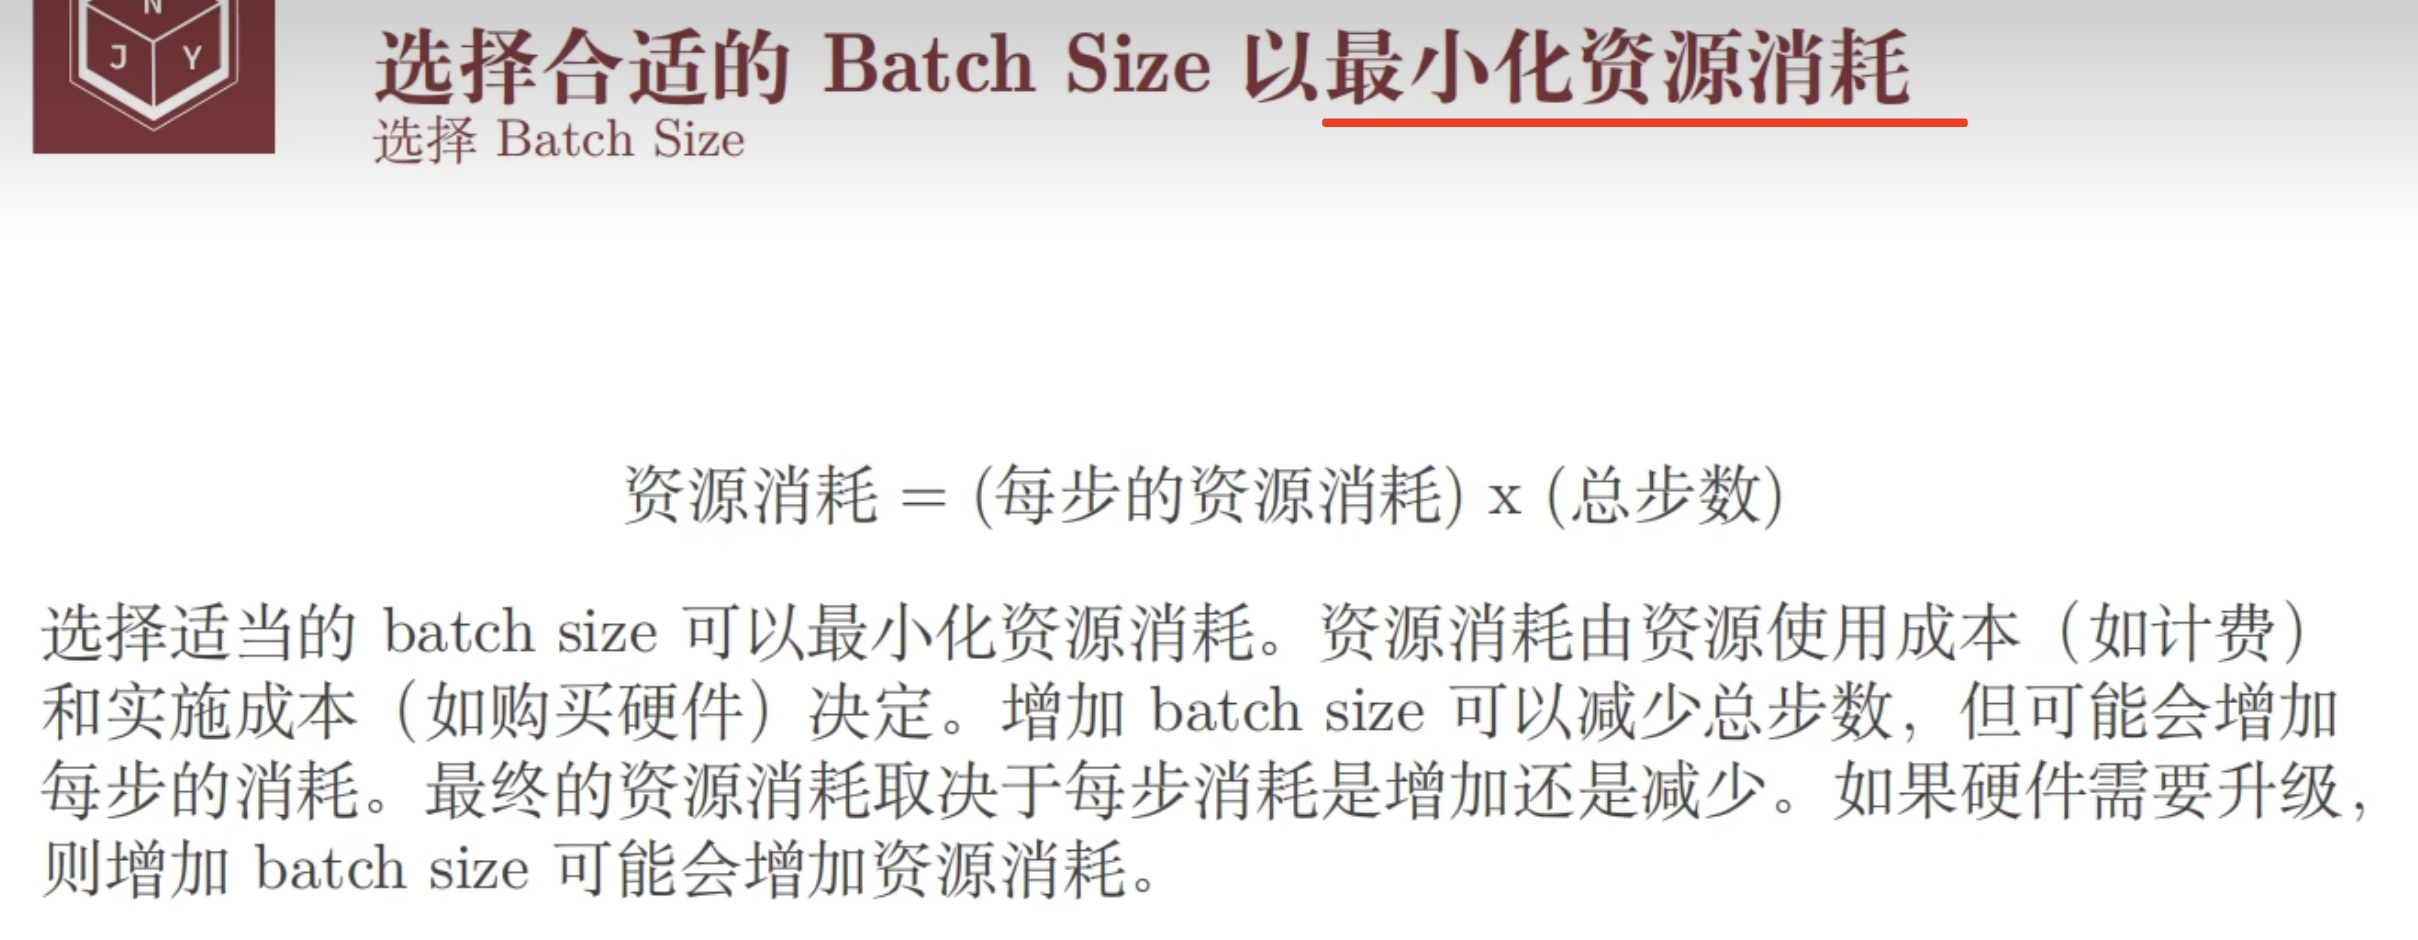 N
J Y
选择合适的 Batch Size 以最小化资源消耗
选择 Batch Size
资源消耗 = (每步的资源消耗) x (总步数)
选择适当的 batch size 可以最小化资源消耗。资源消耗由资源使用成本（如计费）
和实施成本（如购买硬件）决定。增加 batch size 可以减少总步数，但可能会增加
每步的消耗。最终的资源消耗取决于每步消耗是增加还是减少。如果硬件需要升级，
则增加 batch size 可能会增加资源消耗。